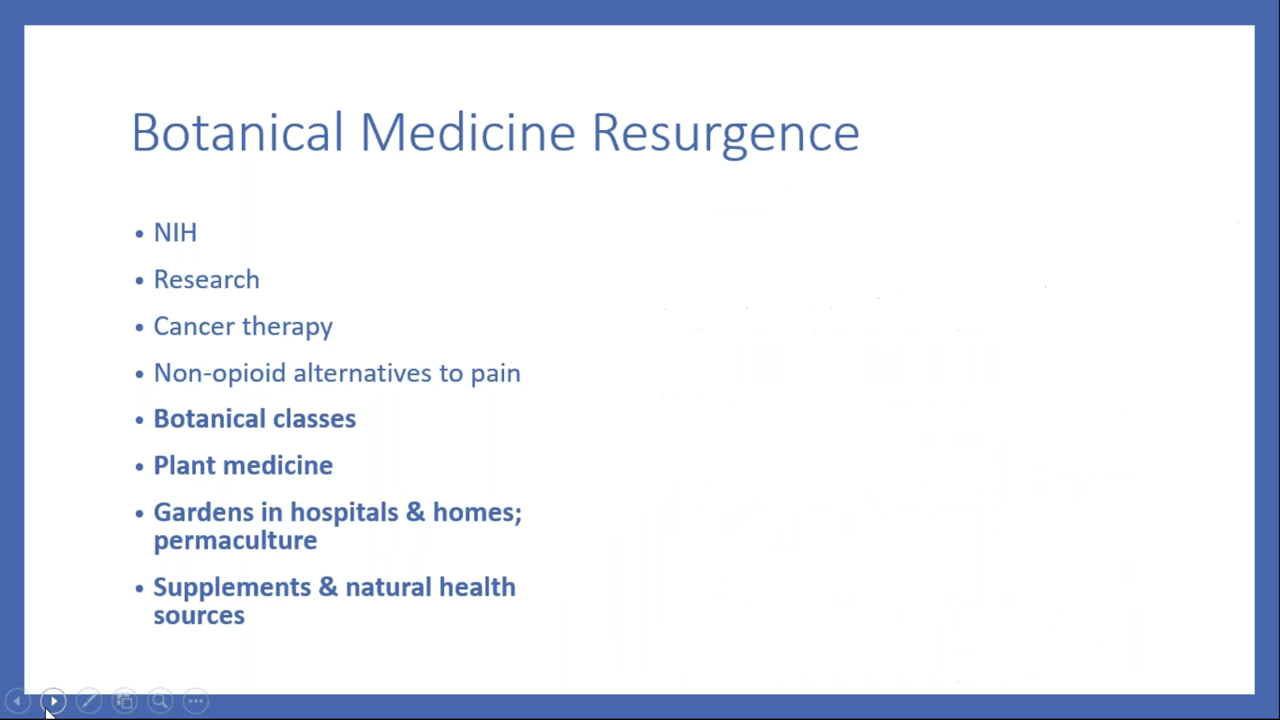 Botanical Medicine Resurgence
• NIH
• Research
• Cancer therapy
• Non-opioid alternatives to pain
• Botanical classes
• Plant medicine
• Gardens in hospitals & homes;
permaculture
• Supplements & natural health
sources